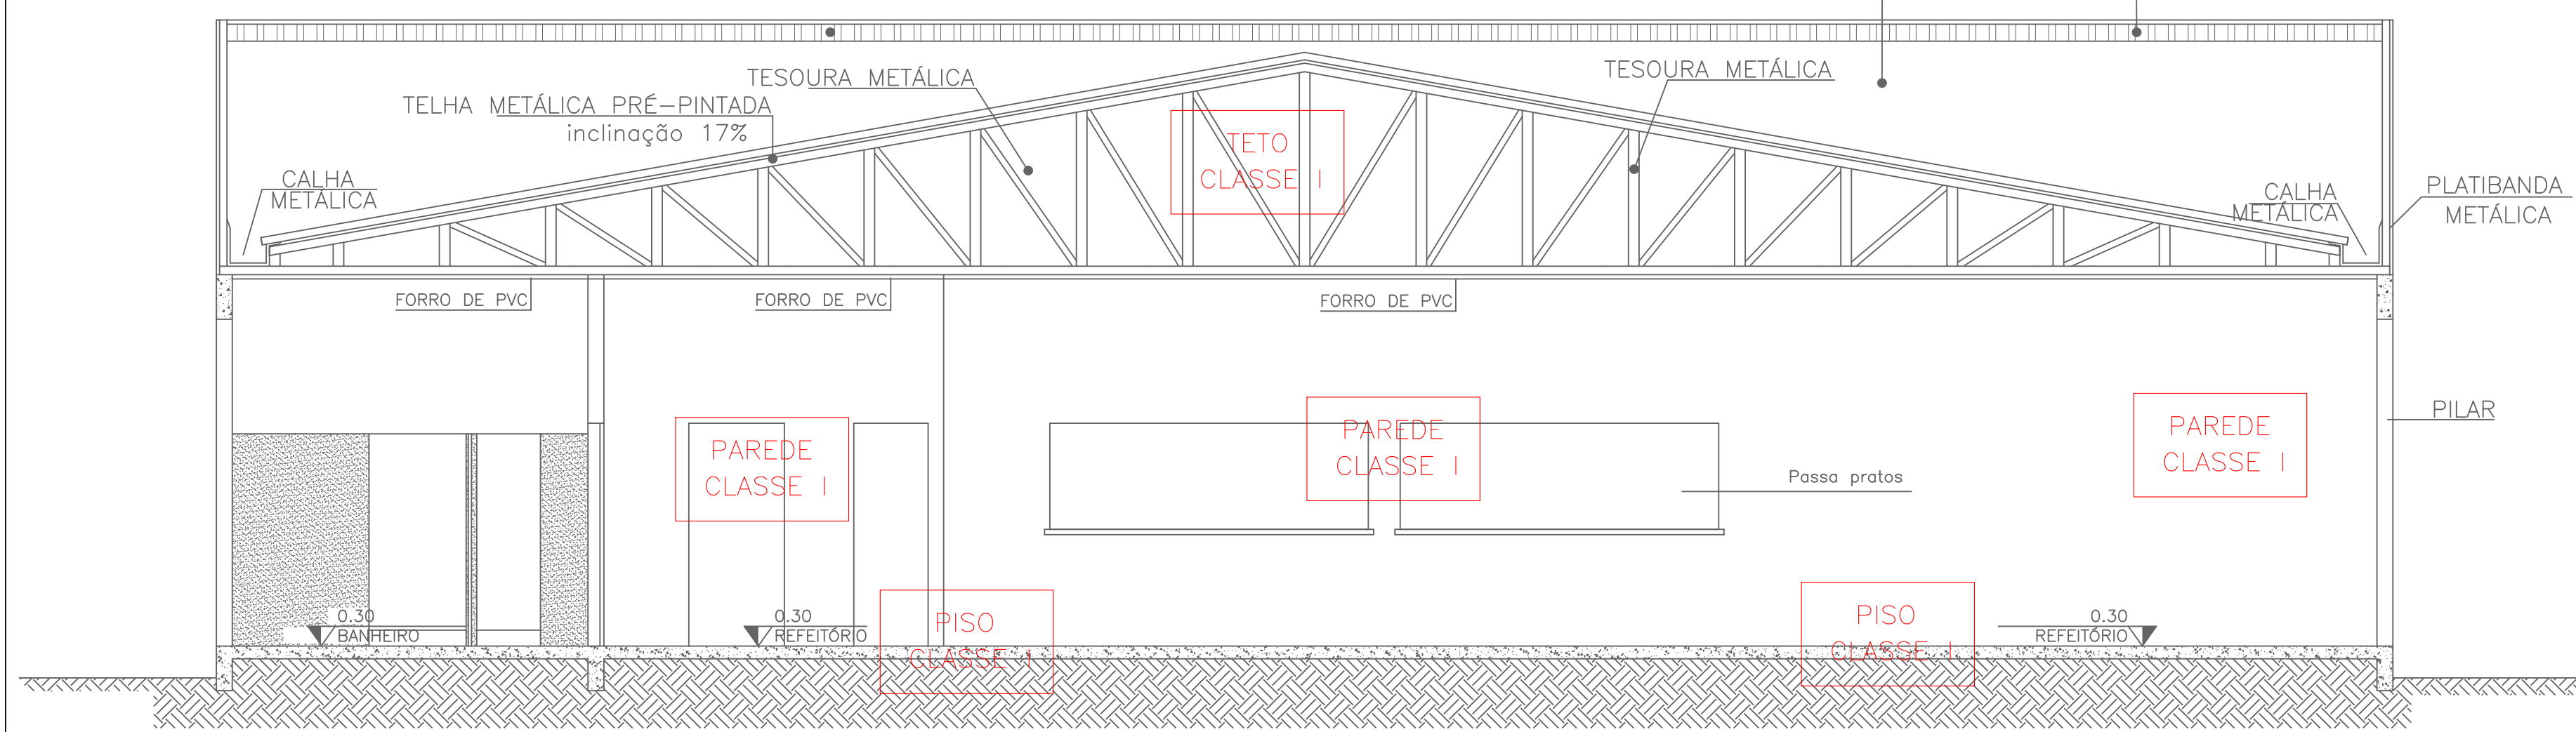 TESOURA METÁLICA
TESOURA METÁLICA
TELHA METÁLICA PRÉ-PINTADA
inclinação 17%
TETO
CLASSE I
CALHA
METÁLICA
CALHA
METÁLICA
PLATIBANDA
METÁLICA
FORRO DE PVC
FORRO DE PVC
FORRO DE PVC
PAREDE
CLASSE I
PAREDE
CLASSE I
PAREDE
CLASSE I
PILAR
Passa pratos
0.30
BANHEIRO
0.30
REFEITÓRIO
PISO
CLASSE I
PISO
CLASSE I
0.30
REFEITÓRIO